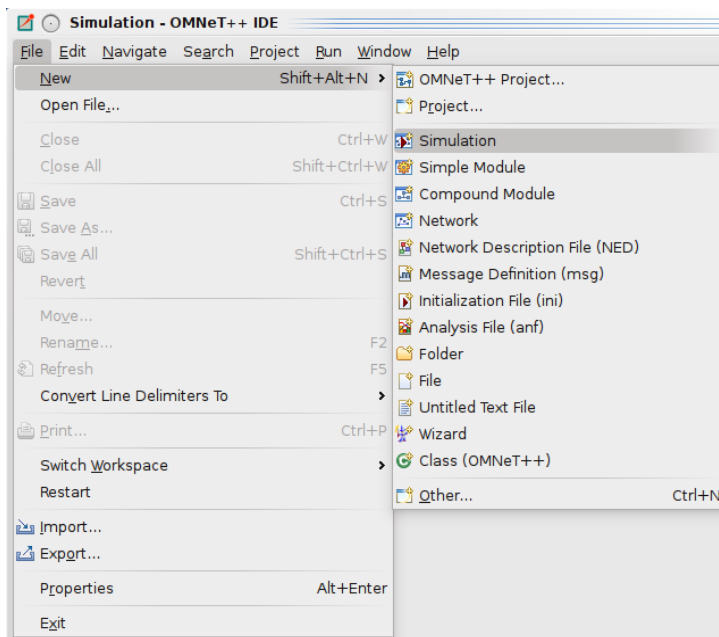 Simulation - OMNeT++ IDE
File Edit Navigate Search Project Run Window Help
New Shift+Alt+N
Open File...
Close Ctrl+W
Close All Shift+Ctrl+W
Save Ctrl+S
Save As...
Save All Shift+Ctrl+S
Revert
Move...
Rename... F2
Refresh F5
Convert Line Delimiters To
Print... Ctrl+P
Switch Workspace
Restart
Import...
Export...
Properties Alt+Enter
Exit
OMNeT++ Project...
Project...
Simulation
Simple Module
Compound Module
Network
Network Description File (NED)
Message Definition (msg)
Initialization File (ini)
Analysis File (anf)
Folder
File
Untitled Text File
Wizard
Class (OMNeT++)
Other... Ctrl+N